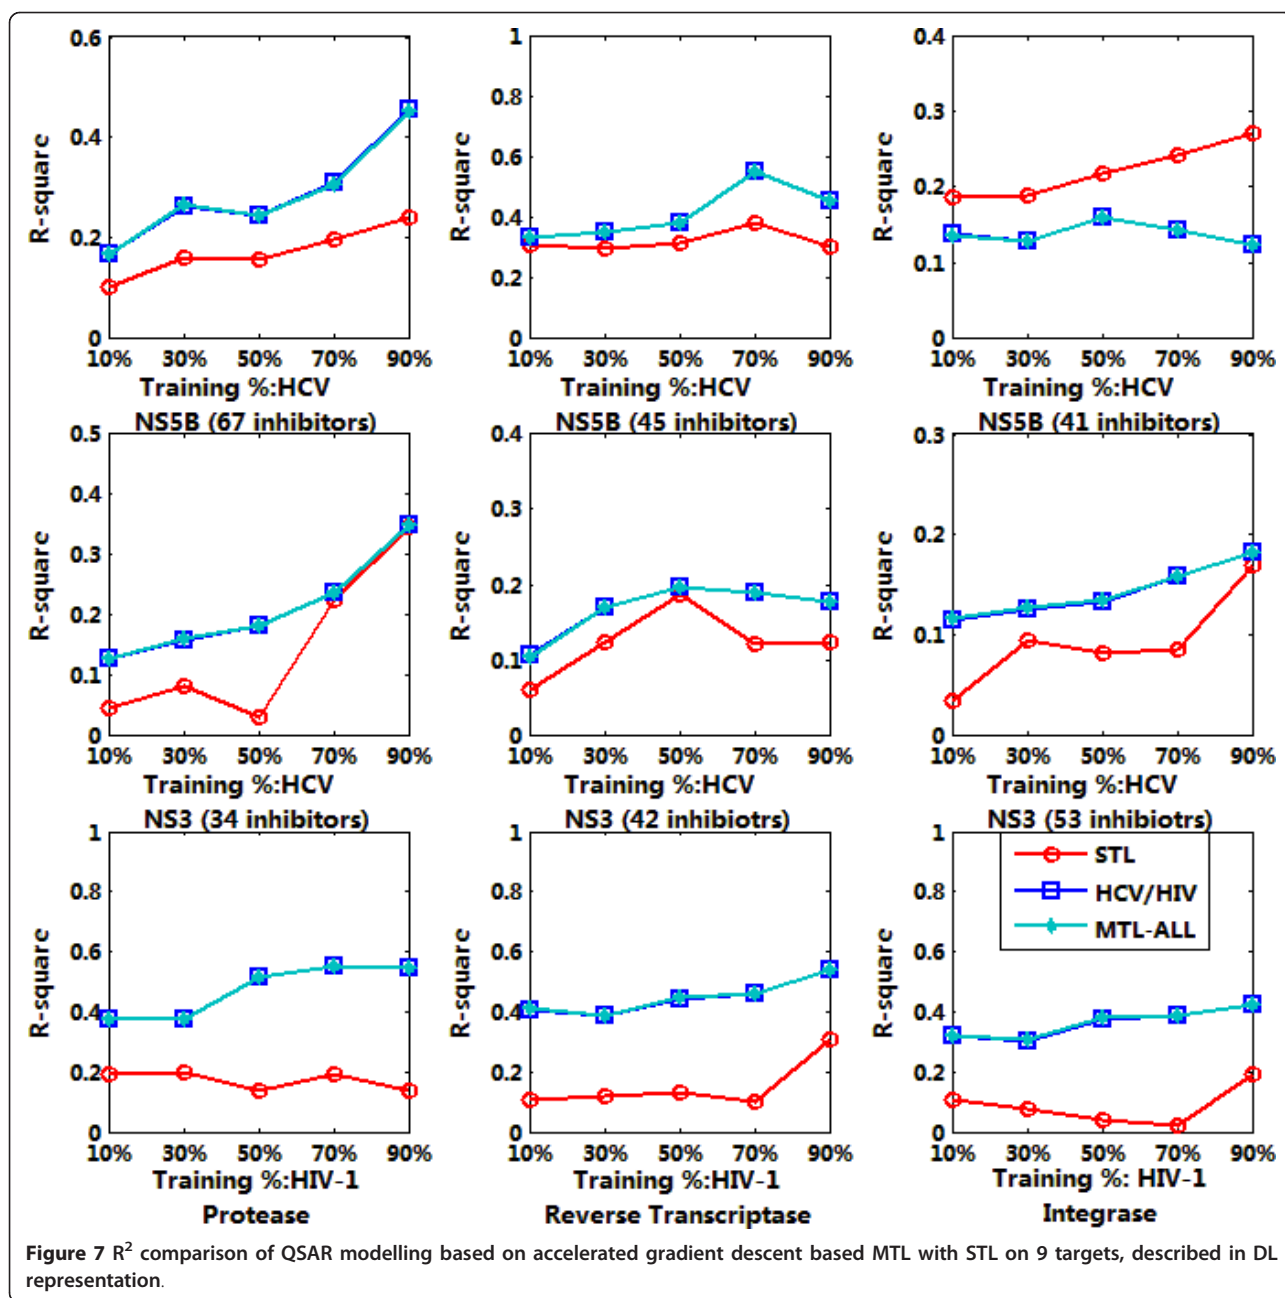 0.6
0.4
0.2
0
R-square
10% 30% 50% 70% 90%
Training %:HCV
NS5B (67 inhibitors)
1
0.8
0.6
0.4
0.2
0
R-square
10% 30% 50% 70% 90%
Training %:HCV
NS5B (45 inhibitors)
0.4
0.3
0.2
0.1
0
R-square
10% 30% 50% 70% 90%
Training %:HCV
NS5B (41 inhibitors)
0.5
0.4
0.3
0.2
0.1
0
R-square
10% 30% 50% 70% 90%
Training %:HCV
NS3 (34 inhibitors)
0.4
0.3
0.2
0.1
0
R-square
10% 30% 50% 70% 90%
Training %:HCV
NS3 (42 inhibiotrs)
0.3
0.2
0.1
0
R-square
10% 30% 50% 70% 90%
Training %:HCV
NS3 (53 inhibiotrs)
1
0.8
0.6
0.4
0.2
0
R-square
10% 30% 50% 70% 90%
Training %:HIV-1
Protease
1
0.8
0.6
0.4
0.2
0
R-square
10% 30% 50% 70% 90%
Training %:HIV-1
Reverse Transcriptase
1
0.8
0.6
0.4
0.2
0
R-square
STL
HCV/HIV
MTL-ALL
10% 30% 50% 70% 90%
Training %: HIV-1
Integrase
Figure 7 R² comparison of QSAR modelling based on accelerated gradient descent based MTL with STL on 9 targets, described in DL
representation.